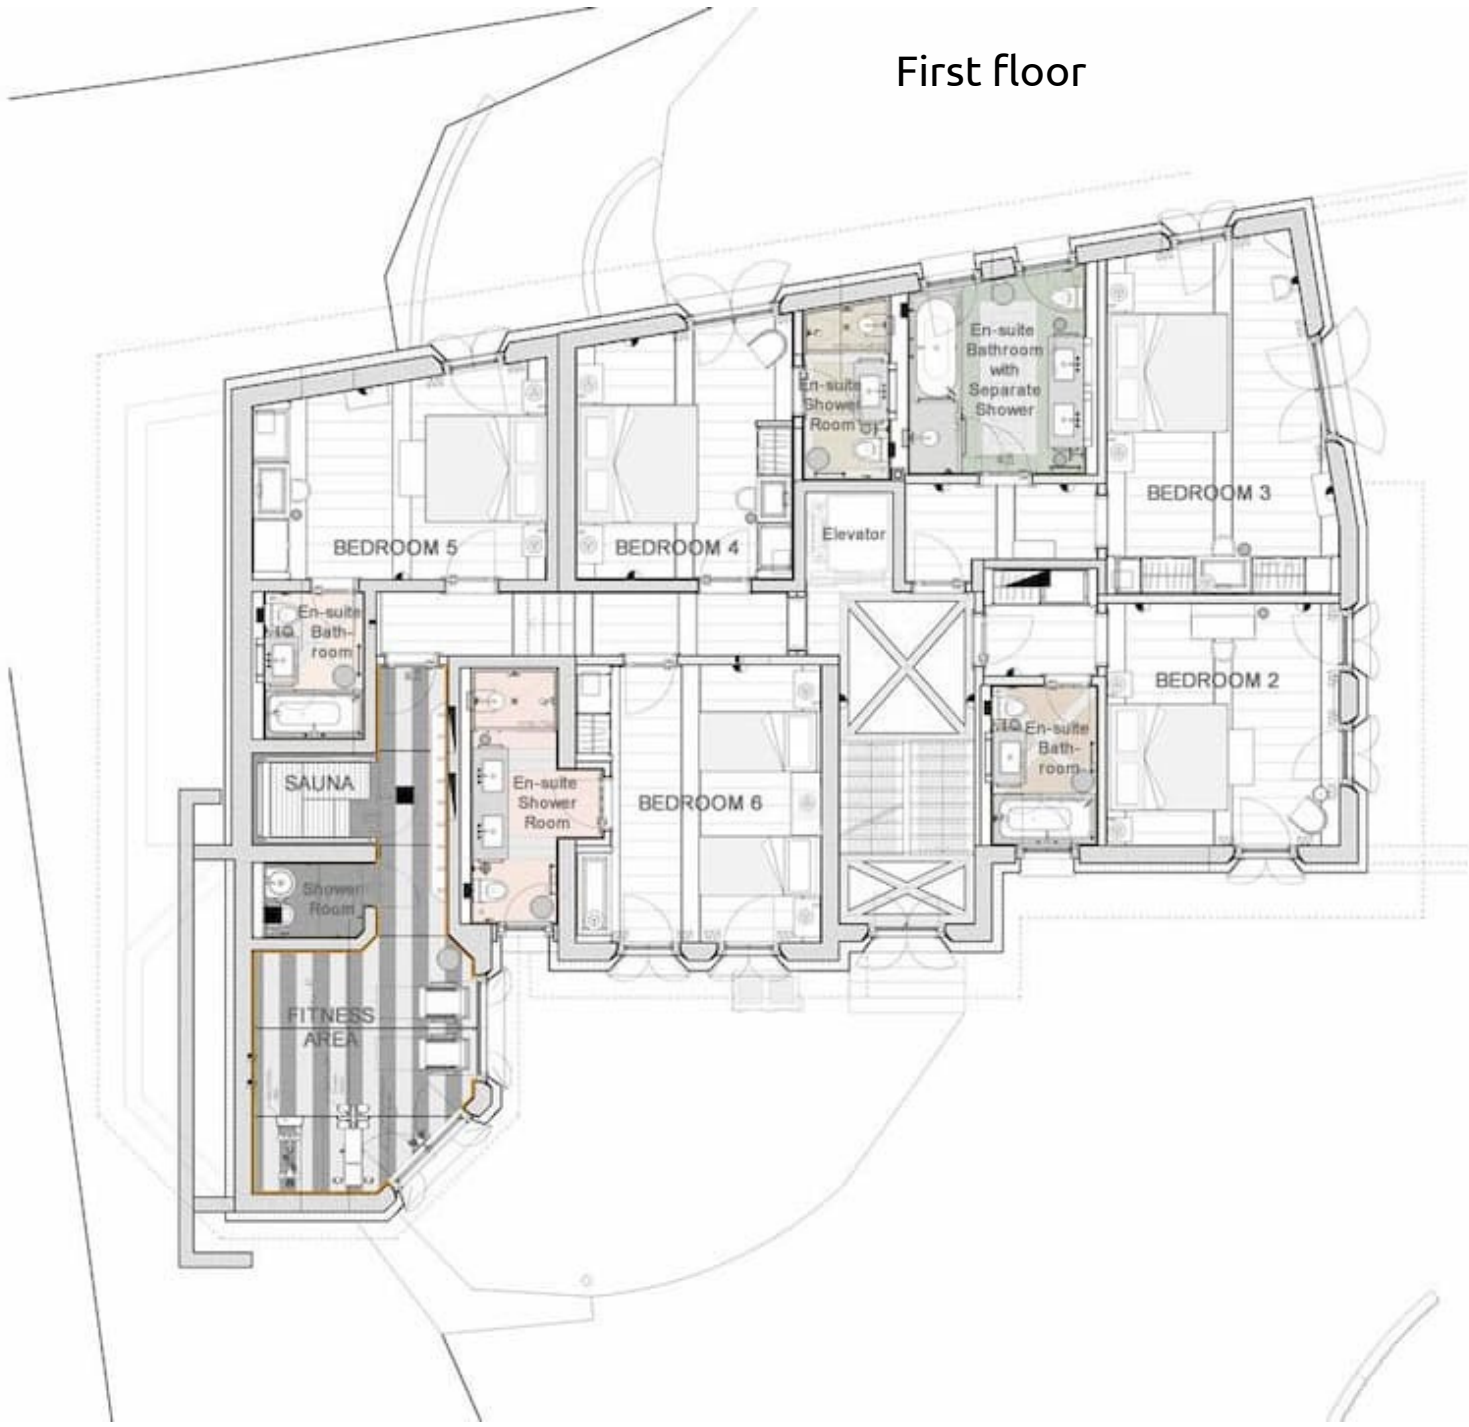 First floor
En-suite
Bathroom
with
Separate
Shower
En-suite
Shower
Room
BEDROOM 3
Elevator
BEDROOM 5
BEDROOM 4
En-suite
Bath-
room
BEDROOM 2
En-suite
Bath-
room
SAUNA
En-suite
Shower
Room
BEDROOM 6
Shower
Room
FITNESS
AREA